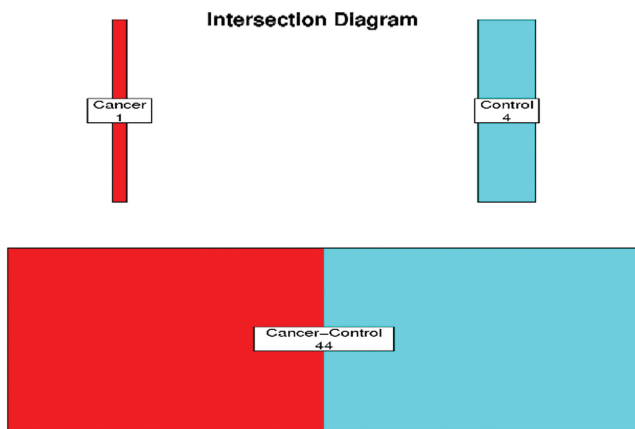 Intersection Diagram
Cancer
1
Control
4
Cancer-Control
44